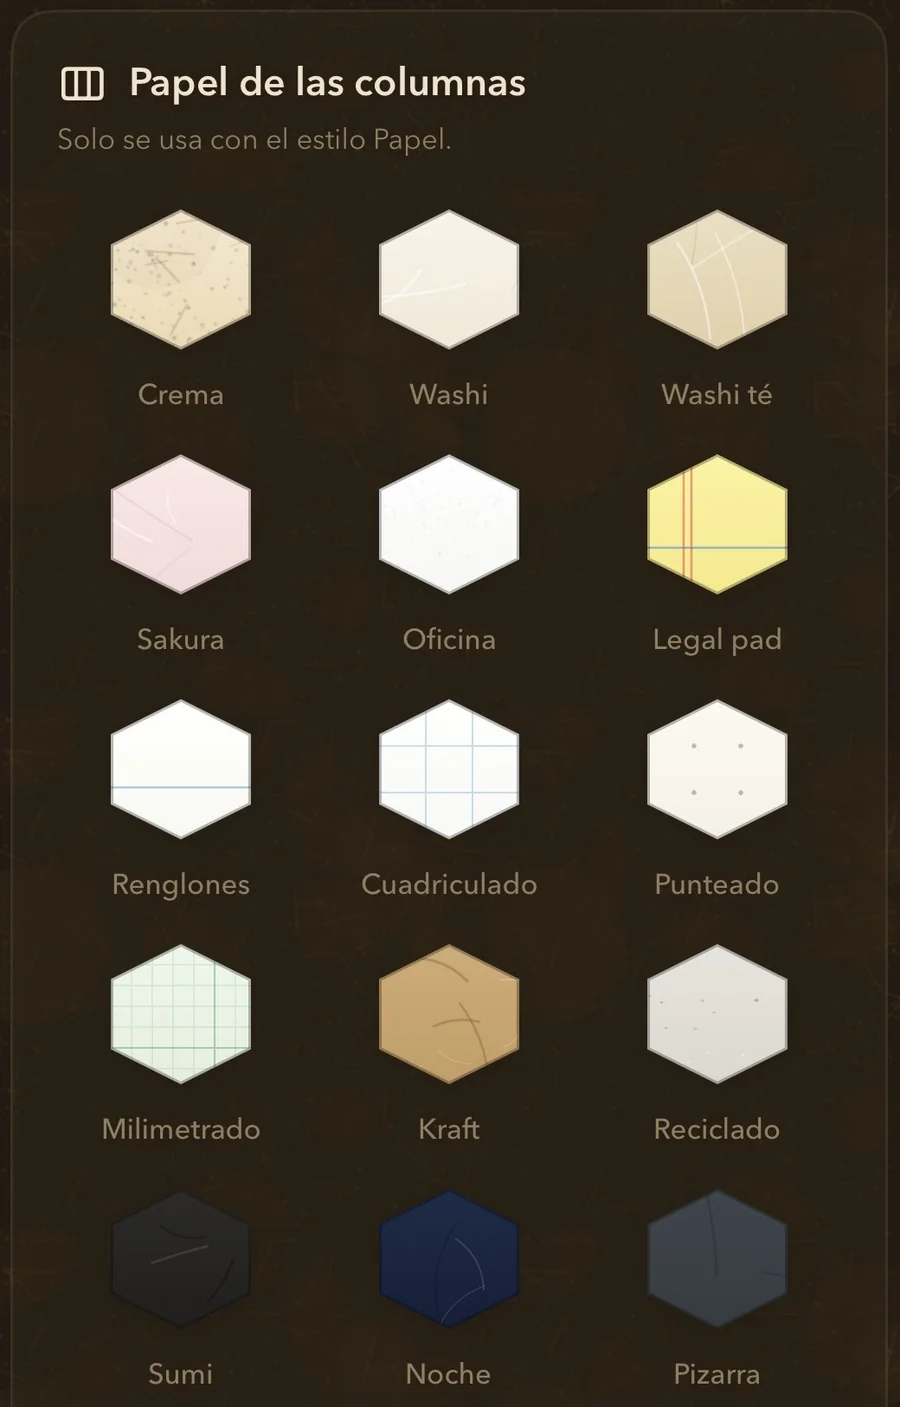 Papel de las columnas
Solo se usa con el estilo Papel.
Crema
Washi
Washi té
Sakura
Oficina
Legal pad
Renglones
Cuadriculado
Punteado
Milimetrado
Kraft
Reciclado
Sumi
Noche
Pizarra